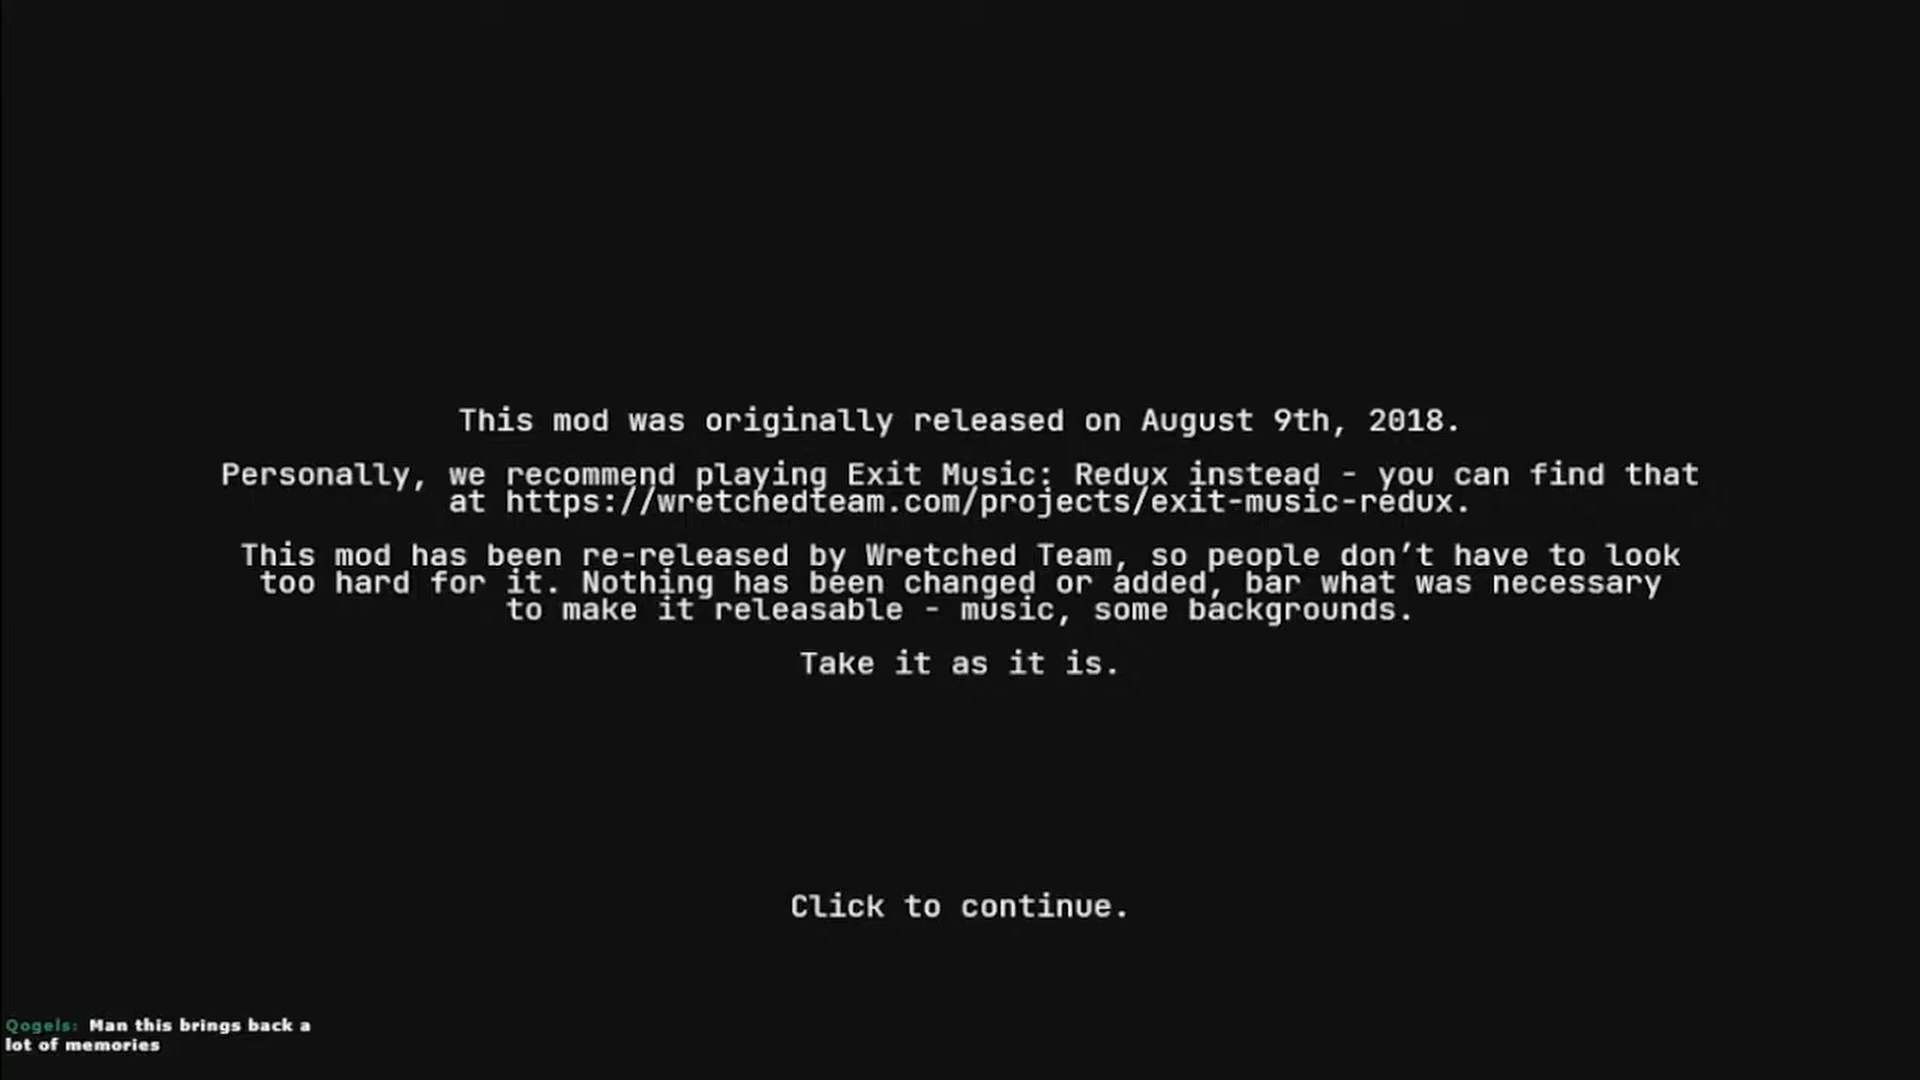 This mod was originally released on August 9th, 2018.
Personally, we recommend playing Exit Music: Redux instead - you can find that
at https://wretchedteam.com/projects/exit-music-redux.
This mod has been re-released by Wretched Team, so people don’t have to look
too hard for it. Nothing has been changed or added, bar what was necessary
to make it releasable - music, some backgrounds.
Take it as it is.
Click to continue.
Qogels: Man this brings back a
lot of memories